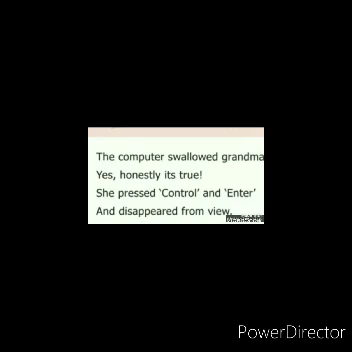 The computer swallowed grandma
Yes, honestly its true!
She pressed 'Control' and 'Enter'
And disappeared from view.
PowerDirector